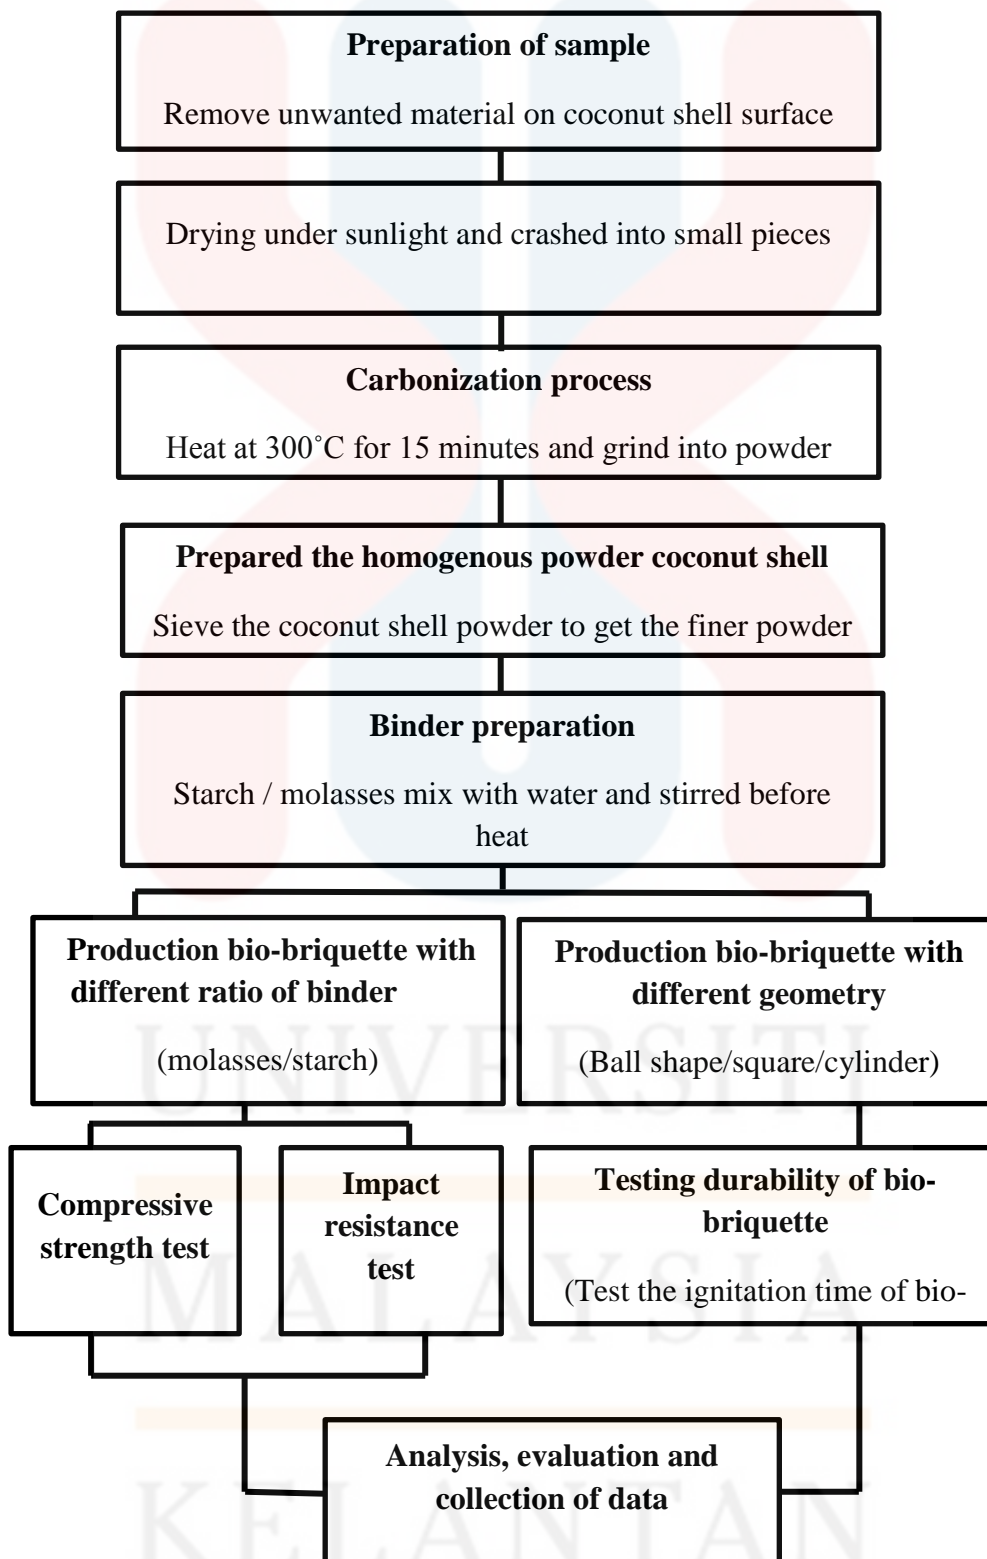 Preparation of sample
Remove unwanted material on coconut shell surface
Drying under sunlight and crashed into small pieces
Carbonization process
Heat at 300˚C for 15 minutes and grind into powder
Prepared the homogenous powder coconut shell
Sieve the coconut shell powder to get the finer powder
Binder preparation
Starch / molasses mix with water and stirred before
heat
Production bio-briquette with
different ratio of binder
(molasses/starch)
Production bio-briquette with
different geometry
(Ball shape/square/cylinder)
Compressive
strength test
Impact
resistance
test
Testing durability of bio-
briquette
(Test the ignitation time of bio-
Analysis, evaluation and
collection of data
UNIVERSITI
MALAYSIA
KELANTAN